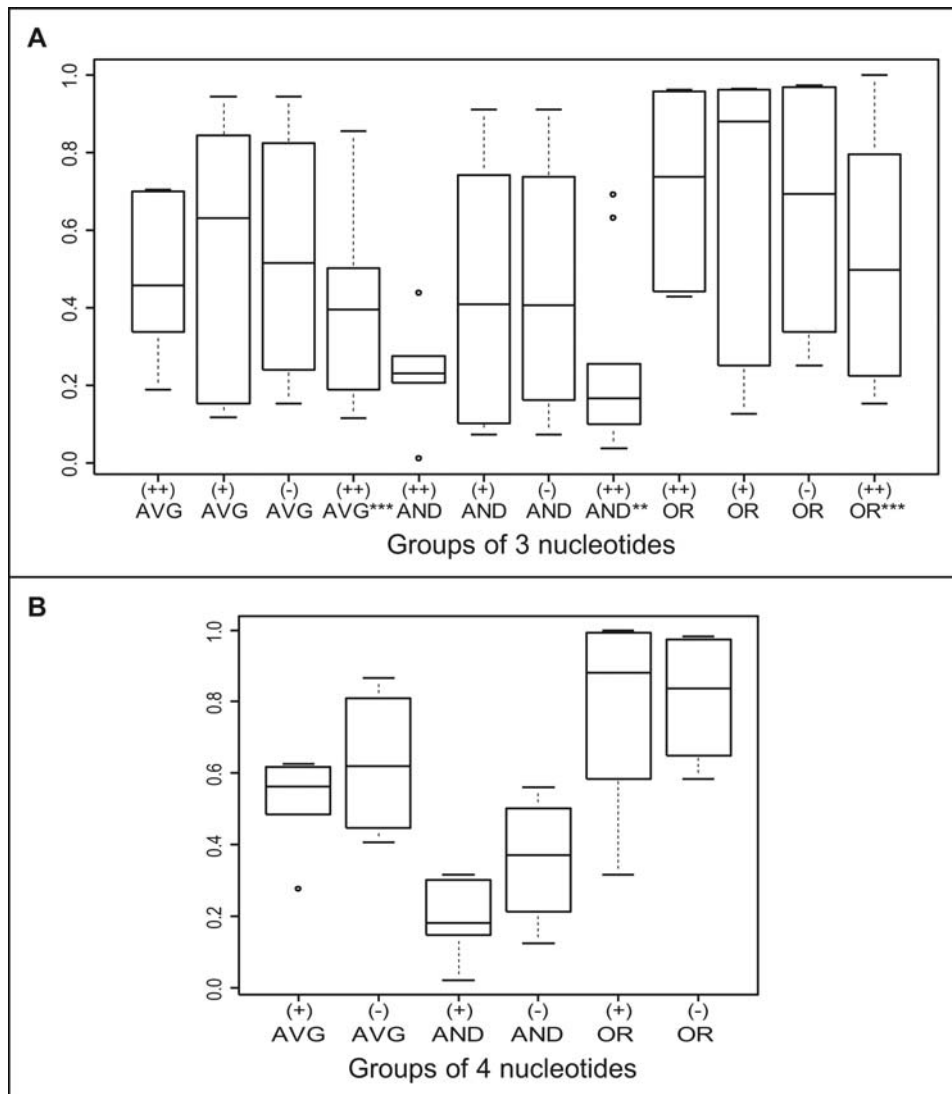 A
1.0
0.8
0.6
0.4
0.2
0.0
(++) (+) (-) (++) (++) (+) (-) (++) (++) (+) (-) (++)
AVG AVG AVG AVG*** AND AND AND AND** OR OR OR OR***
Groups of 3 nucleotides
B
1.0
0.8
0.6
0.4
0.2
0.0
(+) (-) (+) (-) (+) (-)
AVG AVG AND AND OR OR
Groups of 4 nucleotides